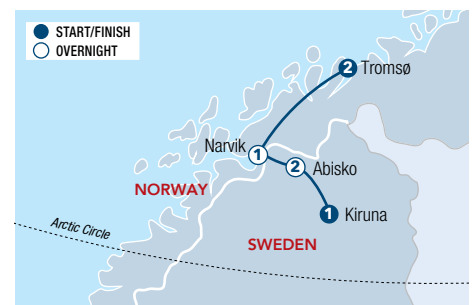 START/FINISH
OVERNIGHT
2 Tromsø
Narvik
1
2
Abisko
NORWAY
1 Kiruna
Arctic Circle
SWEDEN